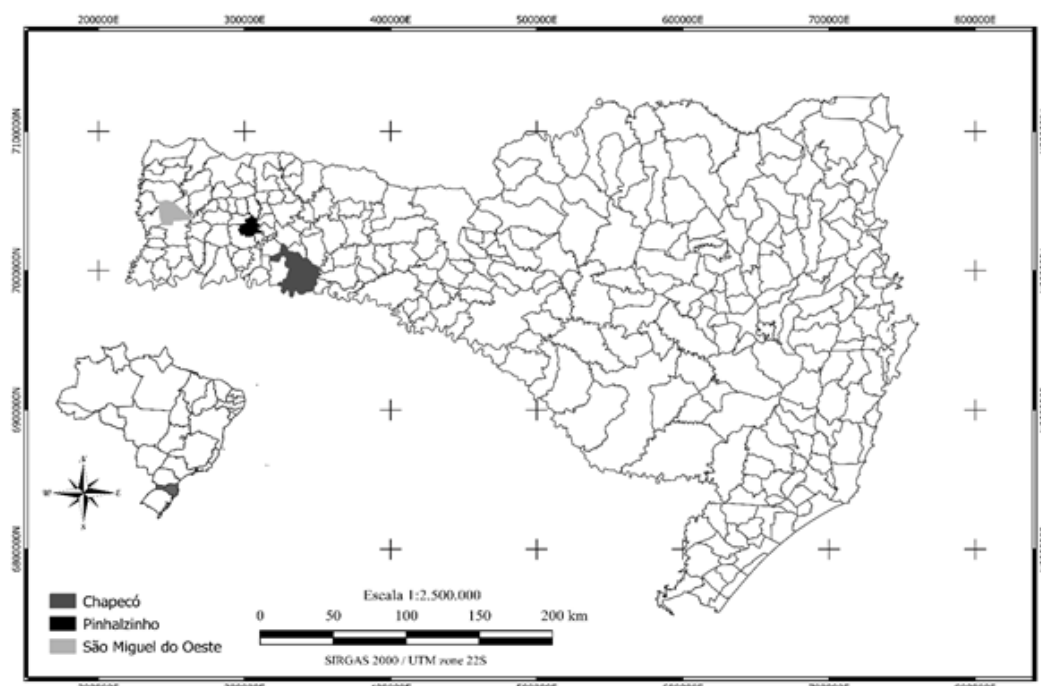 200000E 300000E 400000E 500000E 600000E 700000E 800000E
7100000N
7000000N
6900000N
6800000N
N
W E
S
Chapecó
Pinhalzinho
São Miguel do Oeste
Escala 1:2.500.000
0 50 100 150 200 km
SIRGAS 2000 / UTM zone 22S